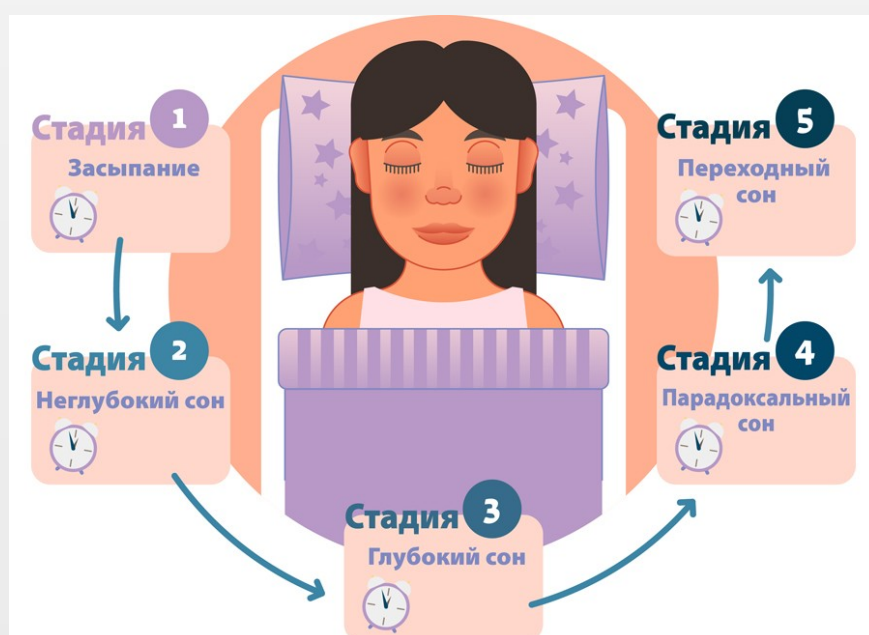 Стадия 1
Засыпание
Стадия 2
Неглубокий сон
Стадия 3
Глубокий сон
Стадия 4
Парадоксальный
сон
Стадия 5
Переходный
сон